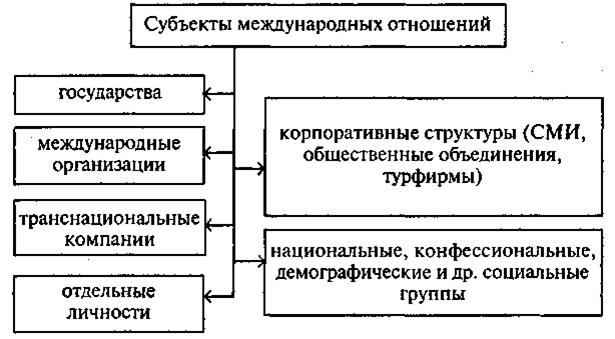 Субъекты международных отношений
государства
международные
организации
транснациональные
компании
отдельные
личности
корпоративные структуры (СМИ,
общественные объединения,
турфирмы)
национальные, конфессиональные,
демографические и др. социальные
группы